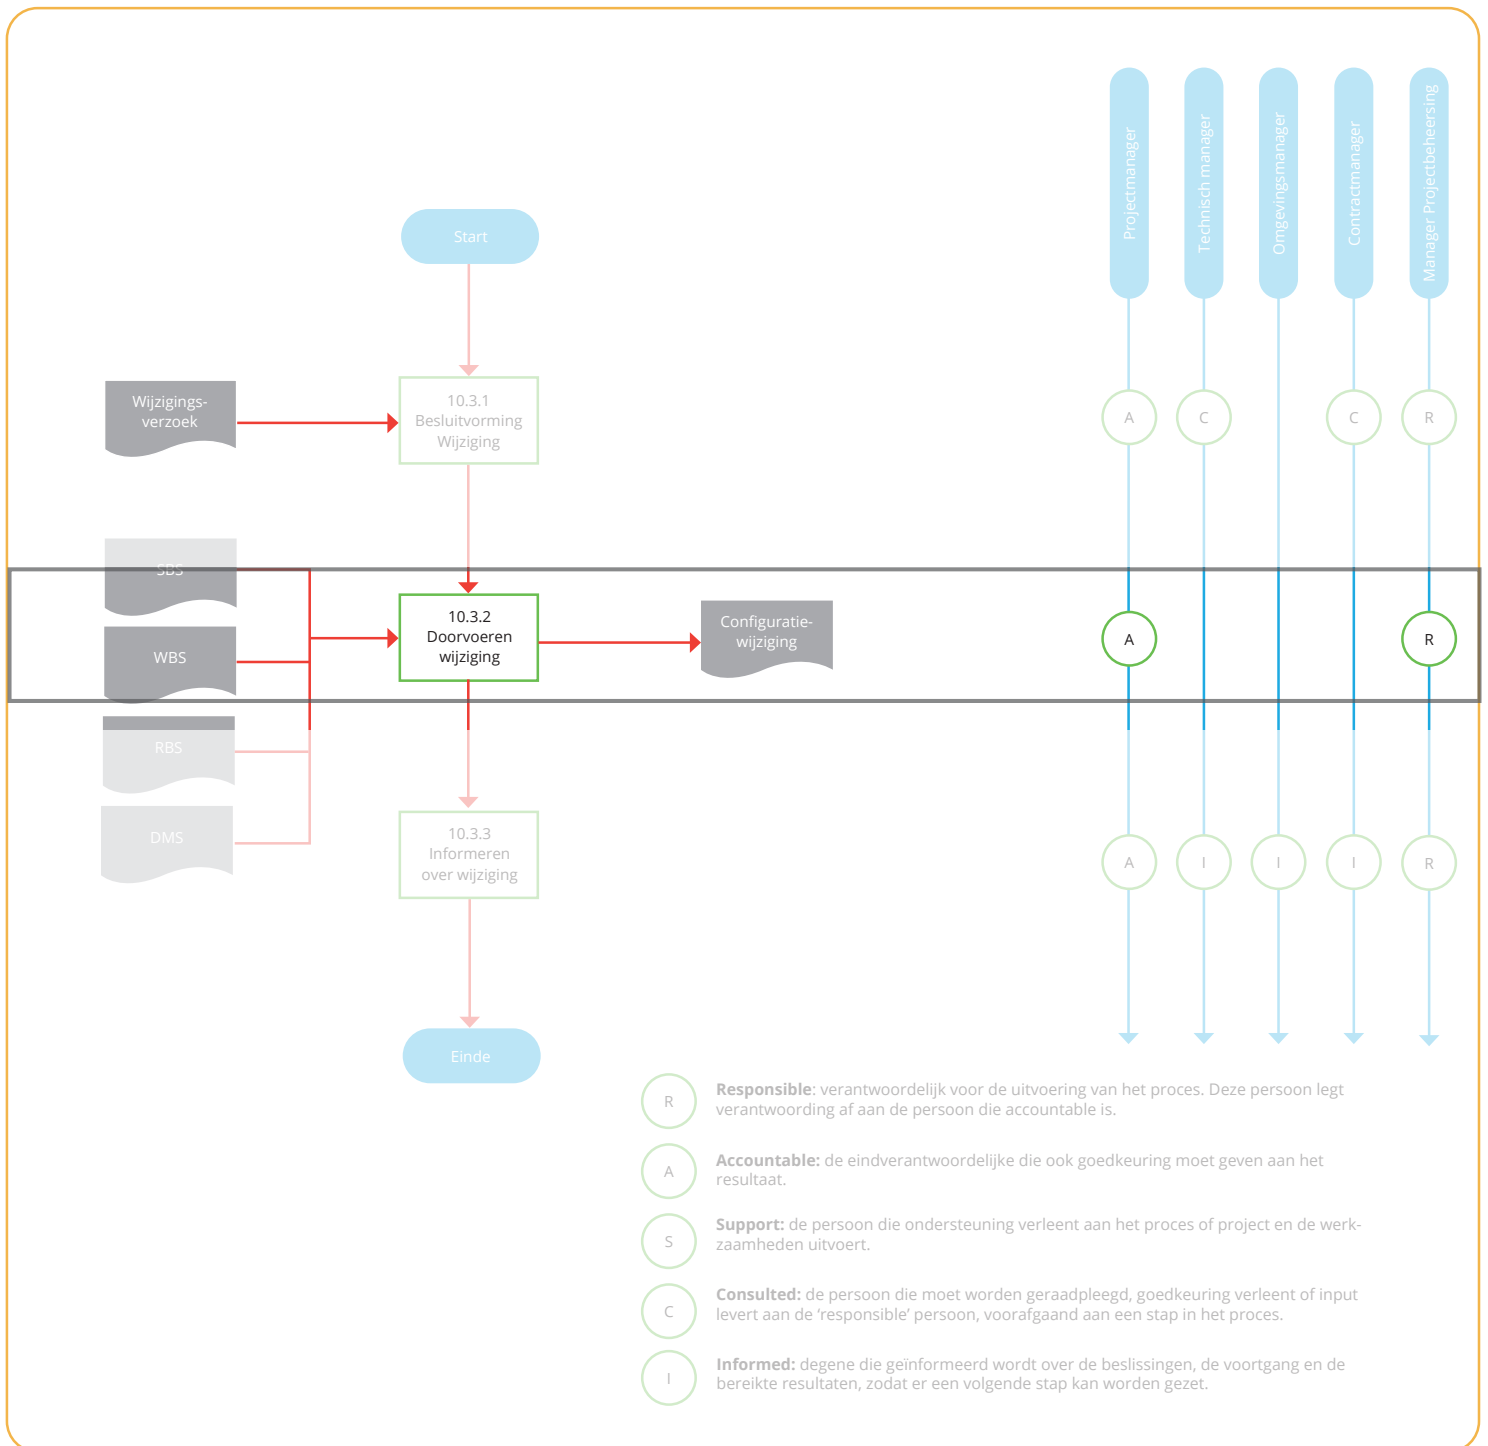 Projectmanager
Technisch manager
Omgevingsmanager
Contractmanager
Manager Projectbeheersing
Start
Wijzigings-
verzoek
10.3.1
Besluitvorming
Wijziging
A
C
C
R
SBS
WBS
RBS
DMS
10.3.2
Doorvoeren
wijziging
Configuratie-
wijziging
A
R
10.3.3
Informeren
over wijziging
A
I
I
I
R
Einde
R
Responsible: verantwoordelijk voor de uitvoering van het proces. Deze persoon legt
verantwoording af aan de persoon die accountable is.
A
Accountable: de eindverantwoordelijke die ook goedkeuring moet geven aan het
resultaat.
S
Support: de persoon die ondersteuning verleent aan het proces of project en de werk-
zaamheden uitvoert.
C
Consulted: de persoon die moet worden geraadpleegd, goedkeuring verleent of input
levert aan de ‘responsible’ persoon, voorafgaand aan een stap in het proces.
I
Informed: degene die geïnformeerd wordt over de beslissingen, de voortgang en de
bereikte resultaten, zodat er een volgende stap kan worden gezet.